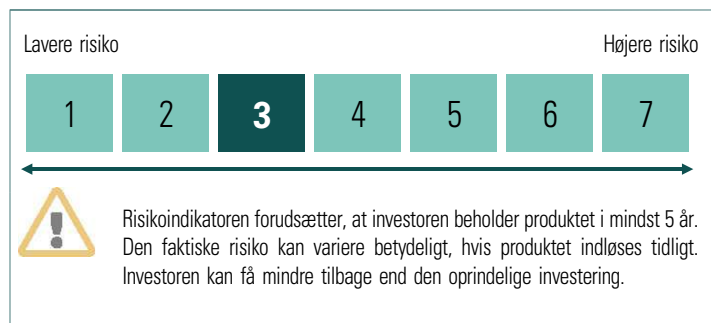 Lavere risiko Højere risiko
1 2 3 4 5 6 7
Risikoindikatoren forudsætter, at investoren beholder produktet i mindst 5 år.
Den faktiske risiko kan variere betydeligt, hvis produktet indløses tidligt.
Investoren kan få mindre tilbage end den oprindelige investering.